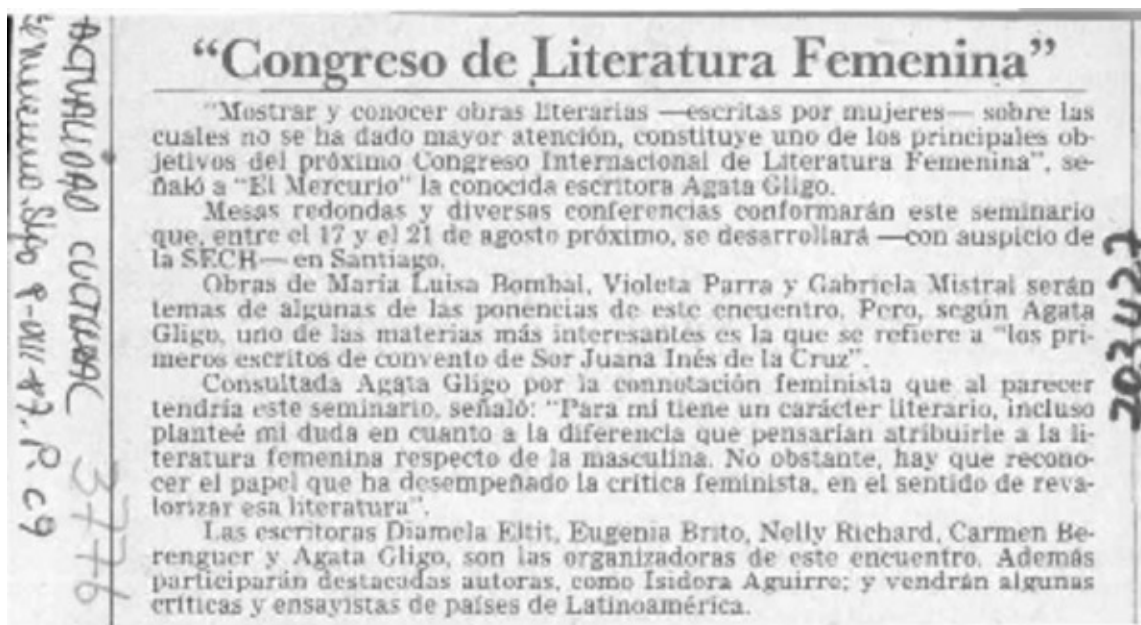 “Congreso de Literatura Femenina”
“Mostrar y conocer obras literarias —escritas por mujeres— sobre las
cuales no se ha dado mayor atención, constituye uno de los principales ob-
jetivos del próximo Congreso Internacional de Literatura Femenina”, se-
ñaló a “El Mercurio” la conocida escritora Agata Gligo.
Mesas redondas y diversas conferencias conformarán este seminario
que, entre el 17 y el 21 de agosto próximo, se desarrollará —con auspicio de
la SECH— en Santiago.
Obras de María Luisa Bombal, Violeta Parra y Gabriela Mistral serán
temas de algunas de las ponencias de este encuentro. Pero, según Agata
Gligo, uno de las materias más interesantes es la que se refiere a “los pri-
meros escritos de convento de Sor Juana Inés de la Cruz”.
Consultada Agata Gligo por la connotación feminista que al parecer
tendría este seminario, señaló: “Para mí tiene un carácter literario, incluso
planteé mi duda en cuanto a la diferencia que pensarían atribuirle a la li-
teratura femenina respecto de la masculina. No obstante, hay que recono-
cer el papel que ha desempeñado la crítica feminista, en el sentido de reva-
lorizar esa literatura”.
Las escritoras Diamela Eltit, Eugenia Brito, Nelly Richard, Carmen Be-
renguer y Agata Gligo, son las organizadoras de este encuentro. Además
participarán destacadas autoras, como Isidora Aguirre; y vendrán algunas
críticas y ensayistas de países de Latinoamérica.
ACTUALIDAD CULTURAL
El Mercurio. Stgo 9-VII-87. P. C9
3776
203427